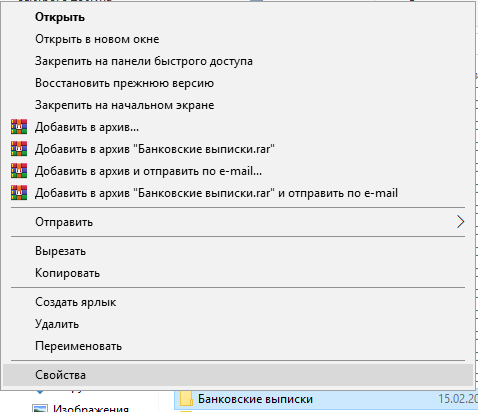 Открыть
Открыть в новом окне
Закрепить на панели быстрого доступа
Восстановить прежнюю версию
Закрепить на начальном экране
Добавить в архив...
Добавить в архив "Банковские выписки.rar"
Добавить в архив и отправить по e-mail...
Добавить в архив "Банковские выписки.rar" и отправить по e-mail
Отправить
Вырезать
Копировать
Создать ярлык
Удалить
Переименовать
Свойства
Банковские выписки 15.02.20
Изображения